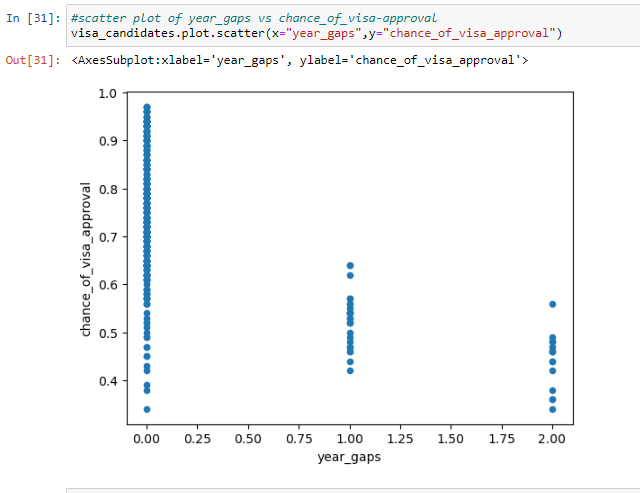 In [31]: #scatter plot of year_gaps vs chance_of_visa-approval
visa_candidates.plot.scatter(x="year_gaps",y="chance_of_visa_approval")
Out[31]: <AxesSubplot:xlabel='year_gaps', ylabel='chance_of_visa_approval'>
1.0
0.9
0.8
0.7
0.6
0.5
0.4
chance_of_visa_approval
0.00 0.25 0.50 0.75 1.00 1.25 1.50 1.75 2.00
year_gaps